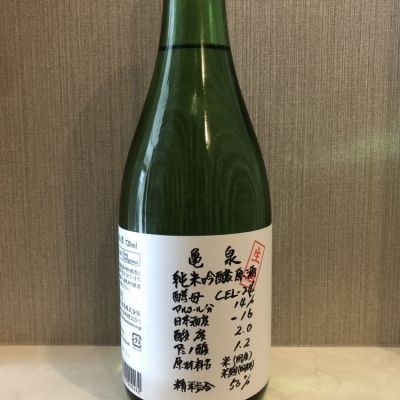 亀泉
生
純米吟醸原酒
酵母 CEL-24
アルコール分 14%
日本酒度 -16
酸度 2.0
アミノ酸 1.2
原材料名 米(国産)
米麹(国産米)
精米歩合 50%
720ml